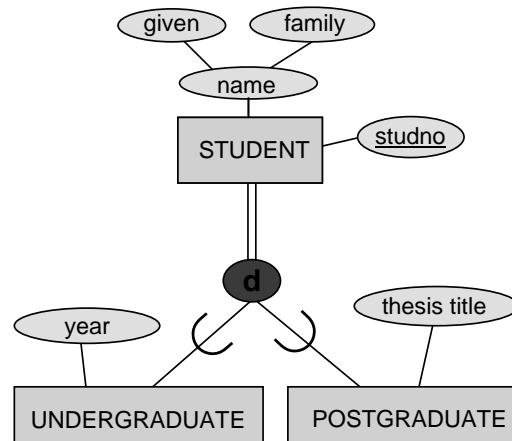 given
family
name
STUDENT
studno
d
year
thesis title
UNDERGRADUATE
POSTGRADUATE